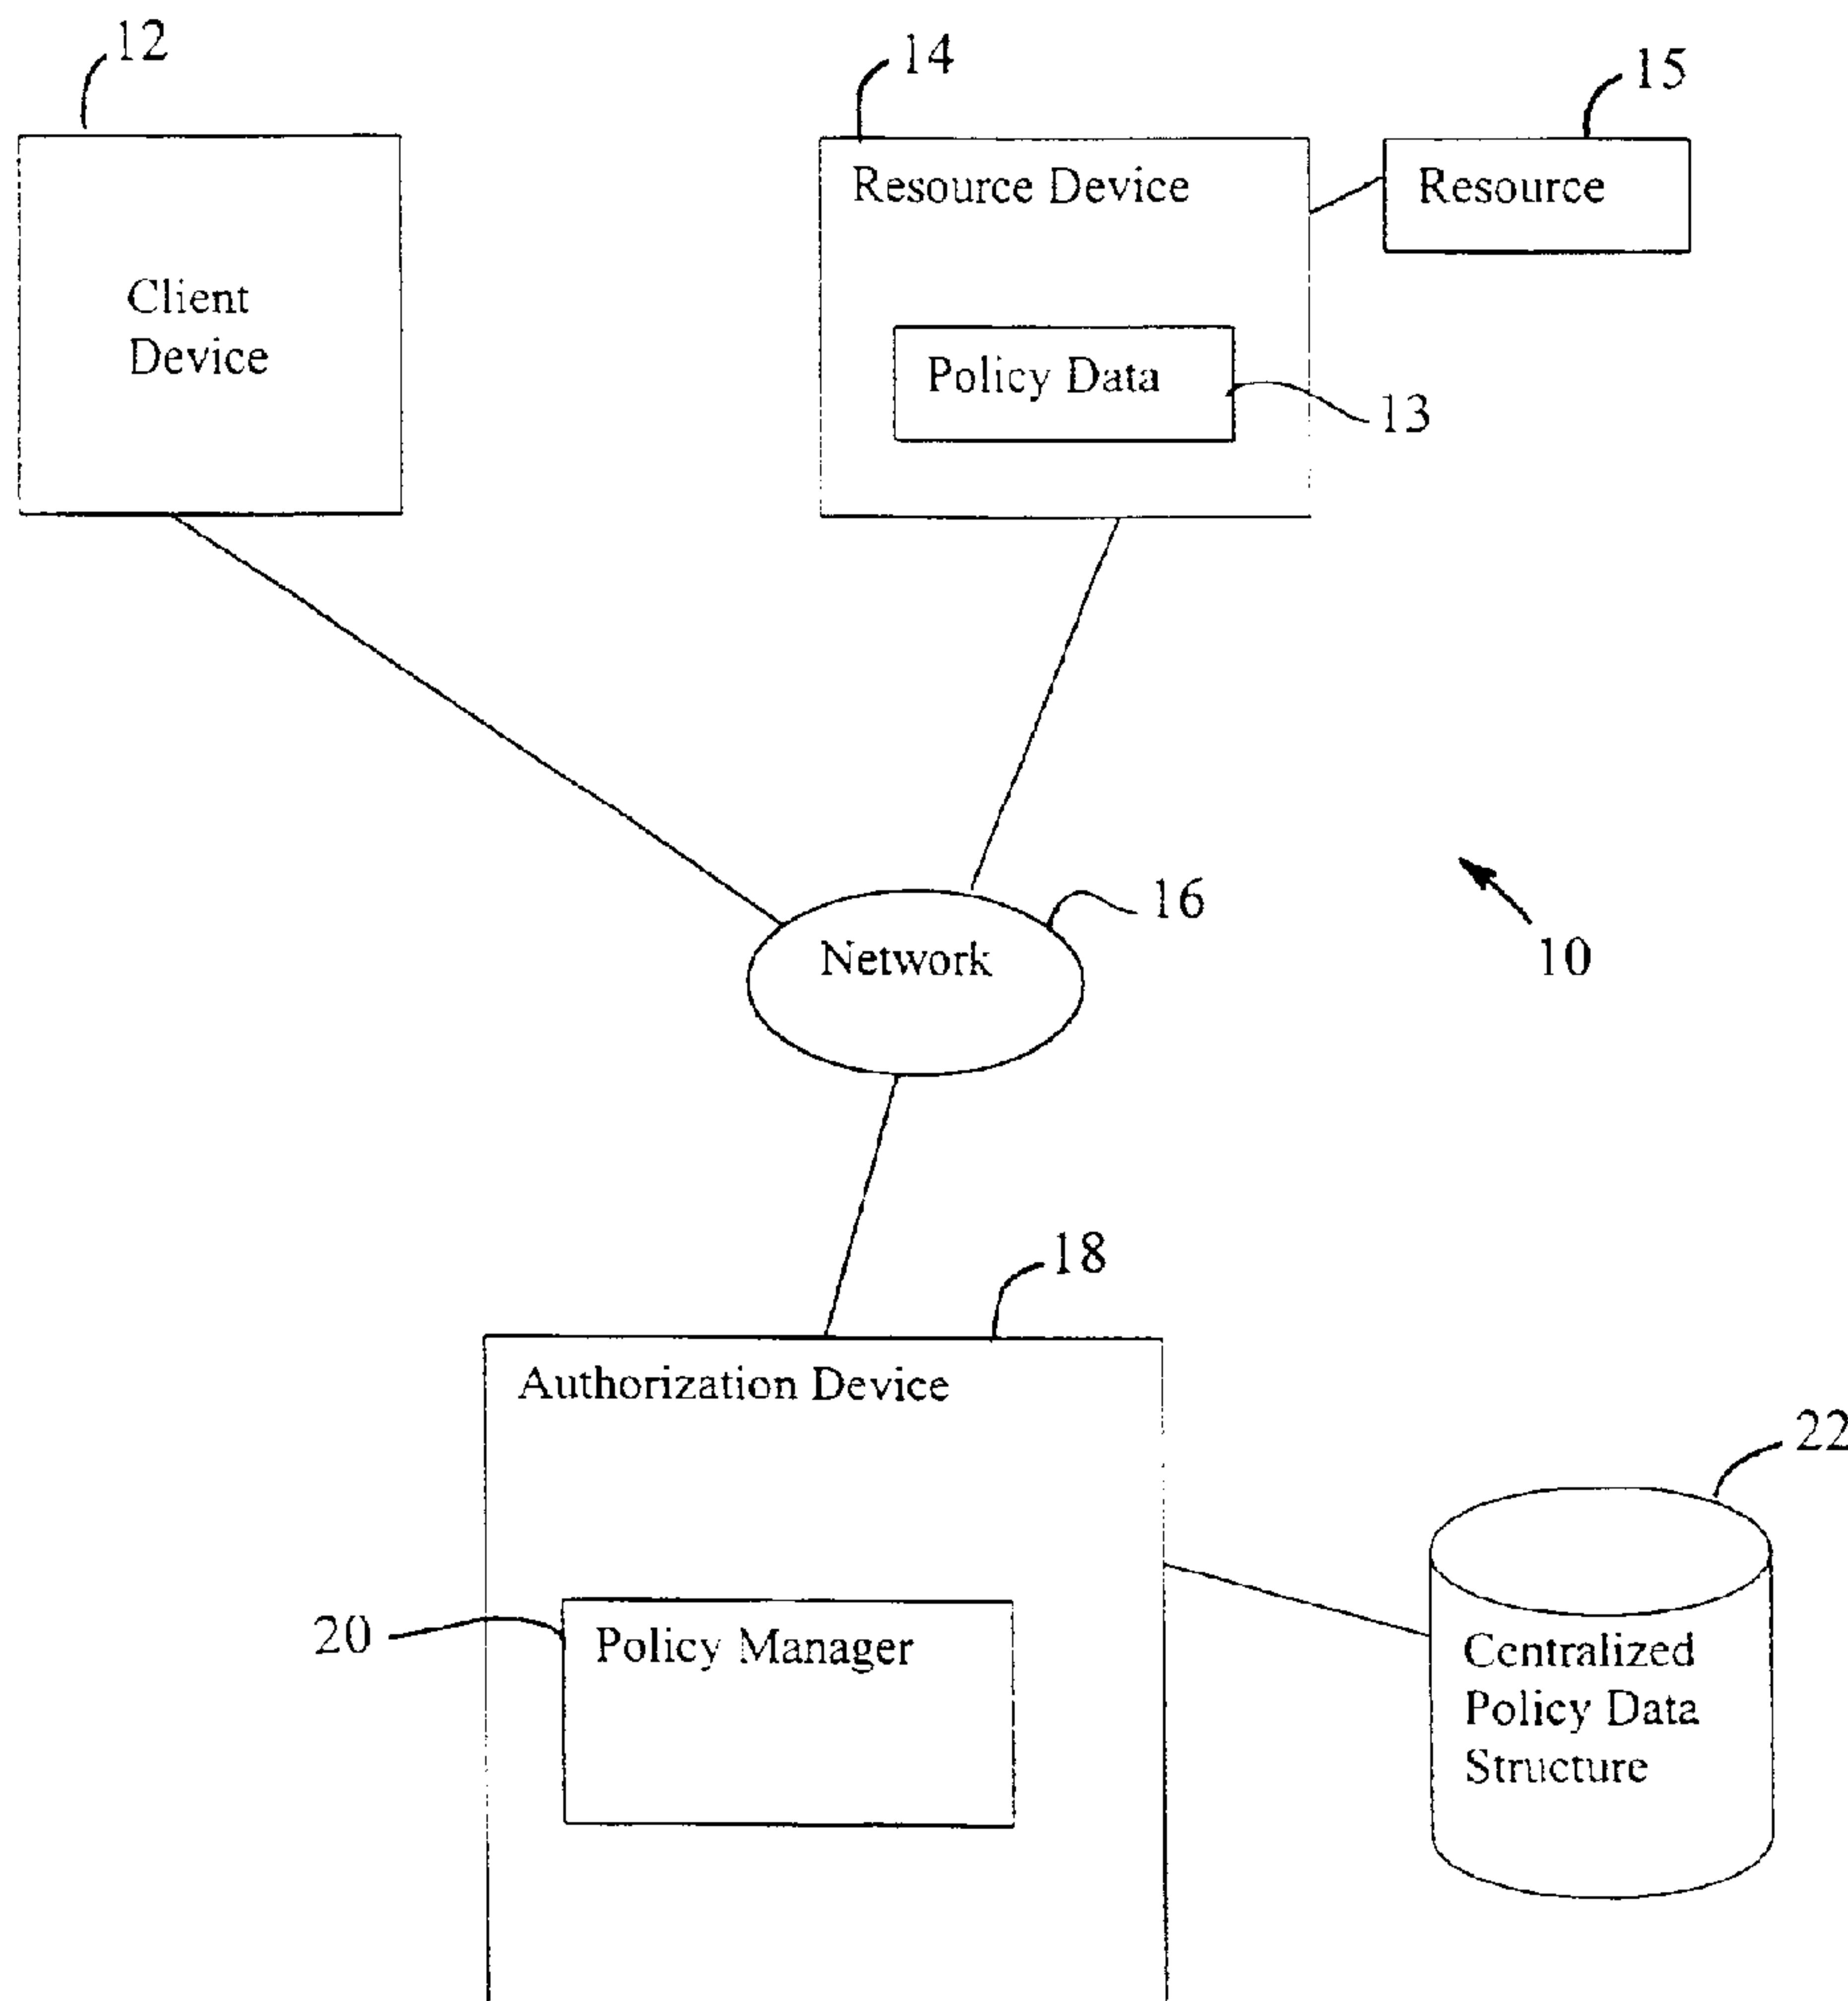 12
14
15
Resource Device
Resource
Client
Device
Policy Data
13
16
Network
10
18
Authorization Device
22
20
Policy Manager
Centralized
Policy Data
Structure